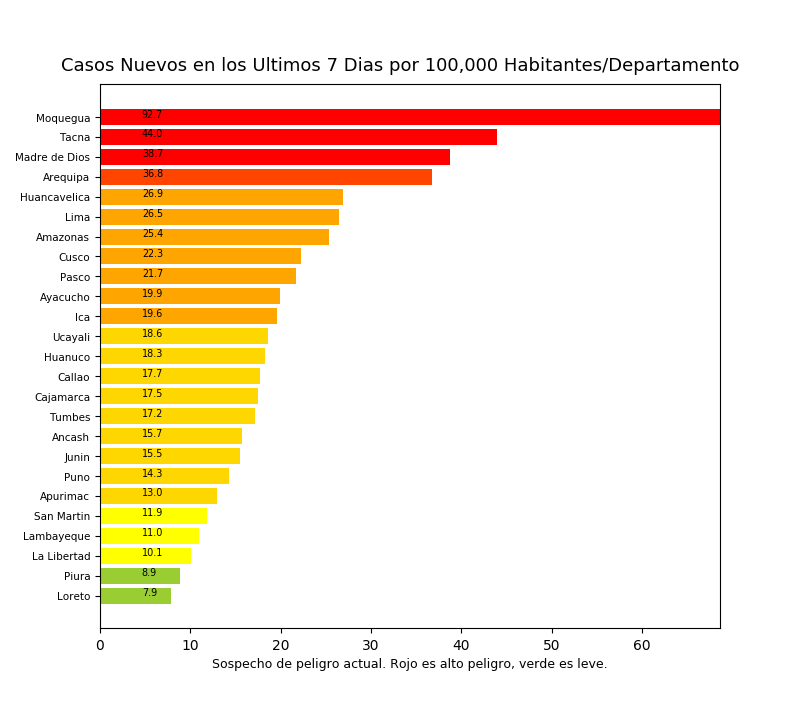 Casos Nuevos en los Ultimos 7 Dias por 100,000 Habitantes/Departamento
Moquegua 92.7
Tacna 44.0
Madre de Dios 38.7
Arequipa 36.8
Huancavelica 26.9
Lima 26.5
Amazonas 25.4
Cusco 22.3
Pasco 21.7
Ayacucho 19.9
Ica 19.6
Ucayali 18.6
Huanuco 18.3
Callao 17.7
Cajamarca 17.5
Tumbes 17.2
Ancash 15.7
Junin 15.5
Puno 14.3
Apurimac 13.0
San Martin 11.9
Lambayeque 11.0
La Libertad 10.1
Piura 8.9
Loreto 7.9
0 10 20 30 40 50 60
Sospecho de peligro actual. Rojo es alto peligro, verde es leve.